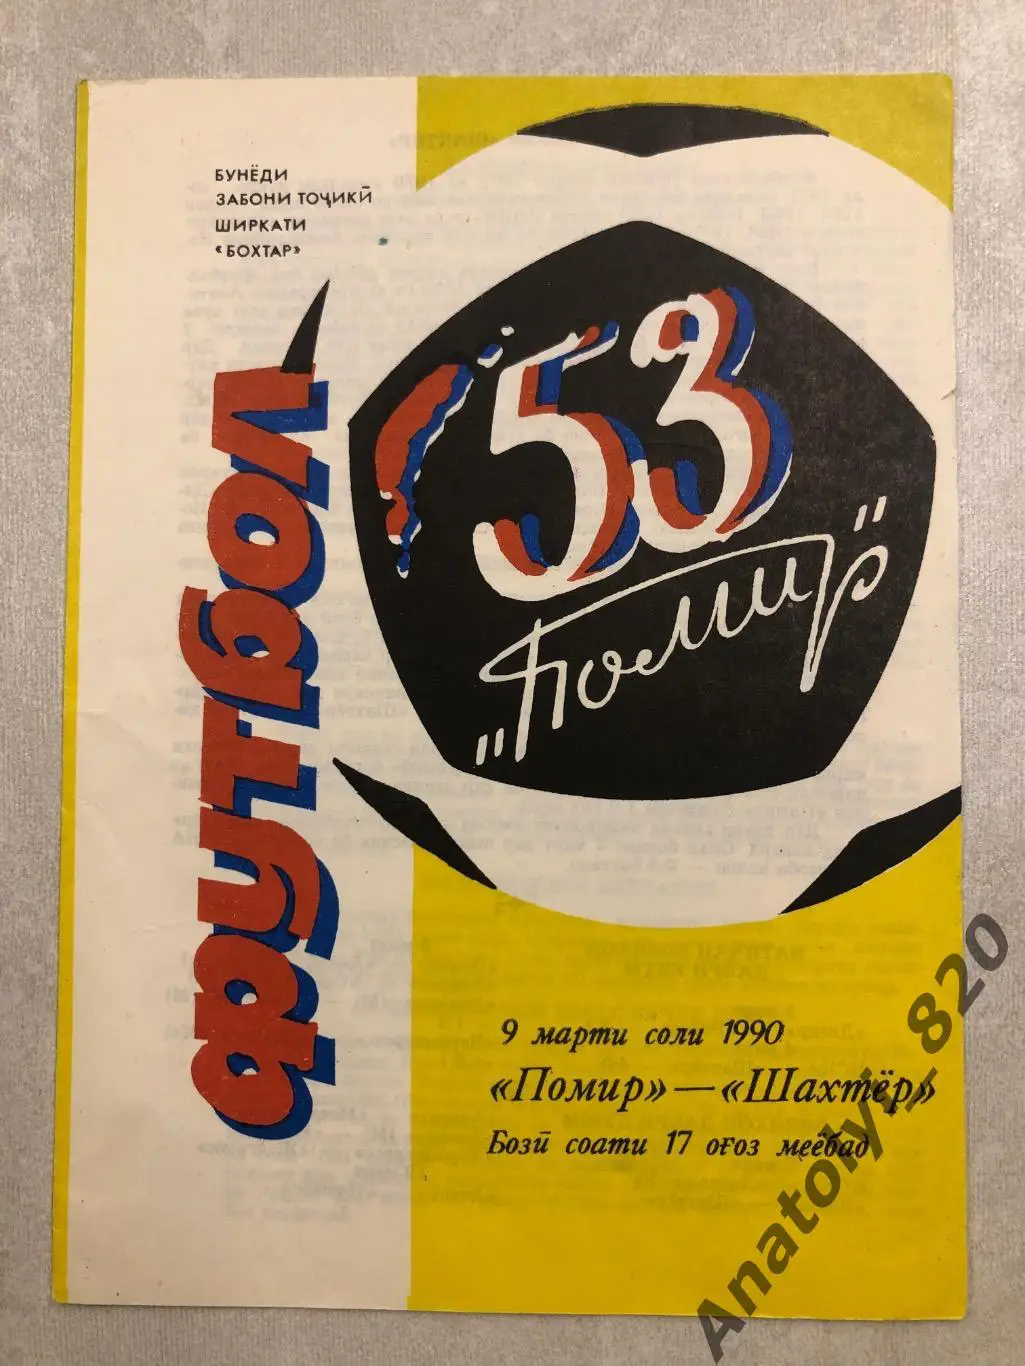 БУНЁДИ
ЗАБОНИ ТОҶИКӢ
ШИРКАТИ
«БОХТАР»
футбол
53
"Помир"
9 марти соли 1990
«Помир»—«Шахтёр»
Бозӣ соати 17 оғоз меёбад
Anatolyi_820